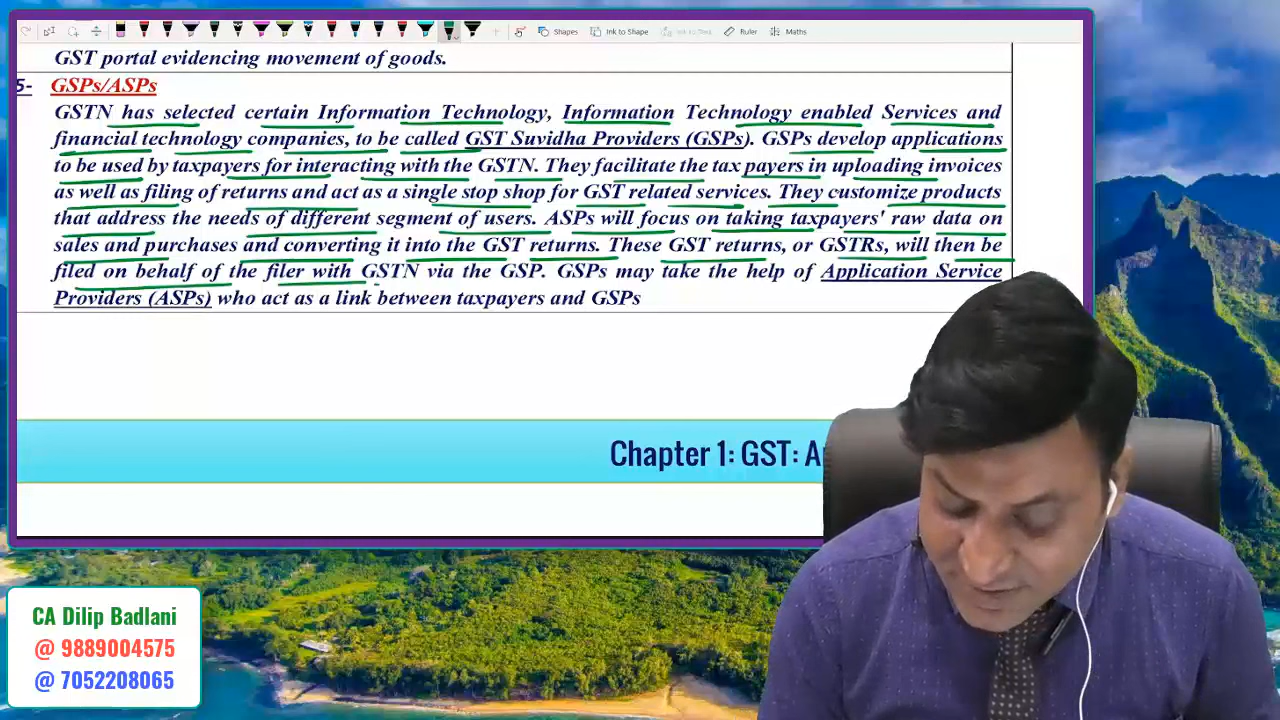 Shapes Ink to Shape Ink to Text Ruler Maths
GST portal evidencing movement of goods.
5- GSPs/ASPs
GSTN has selected certain Information Technology, Information Technology enabled Services and
financial technology companies, to be called GST Suvidha Providers (GSPs). GSPs develop applications
to be used by taxpayers for interacting with the GSTN. They facilitate the tax payers in uploading invoices
as well as filing of returns and act as a single stop shop for GST related services. They customize products
that address the needs of different segment of users. ASPs will focus on taking taxpayers' raw data on
sales and purchases and converting it into the GST returns. These GST returns, or GSTRs, will then be
filed on behalf of the filer with GSTN via the GSP. GSPs may take the help of Application Service
Providers (ASPs) who act as a link between taxpayers and GSPs
Chapter 1: GST:
CA Dilip Badlani
@ 9889004575
@ 7052208065